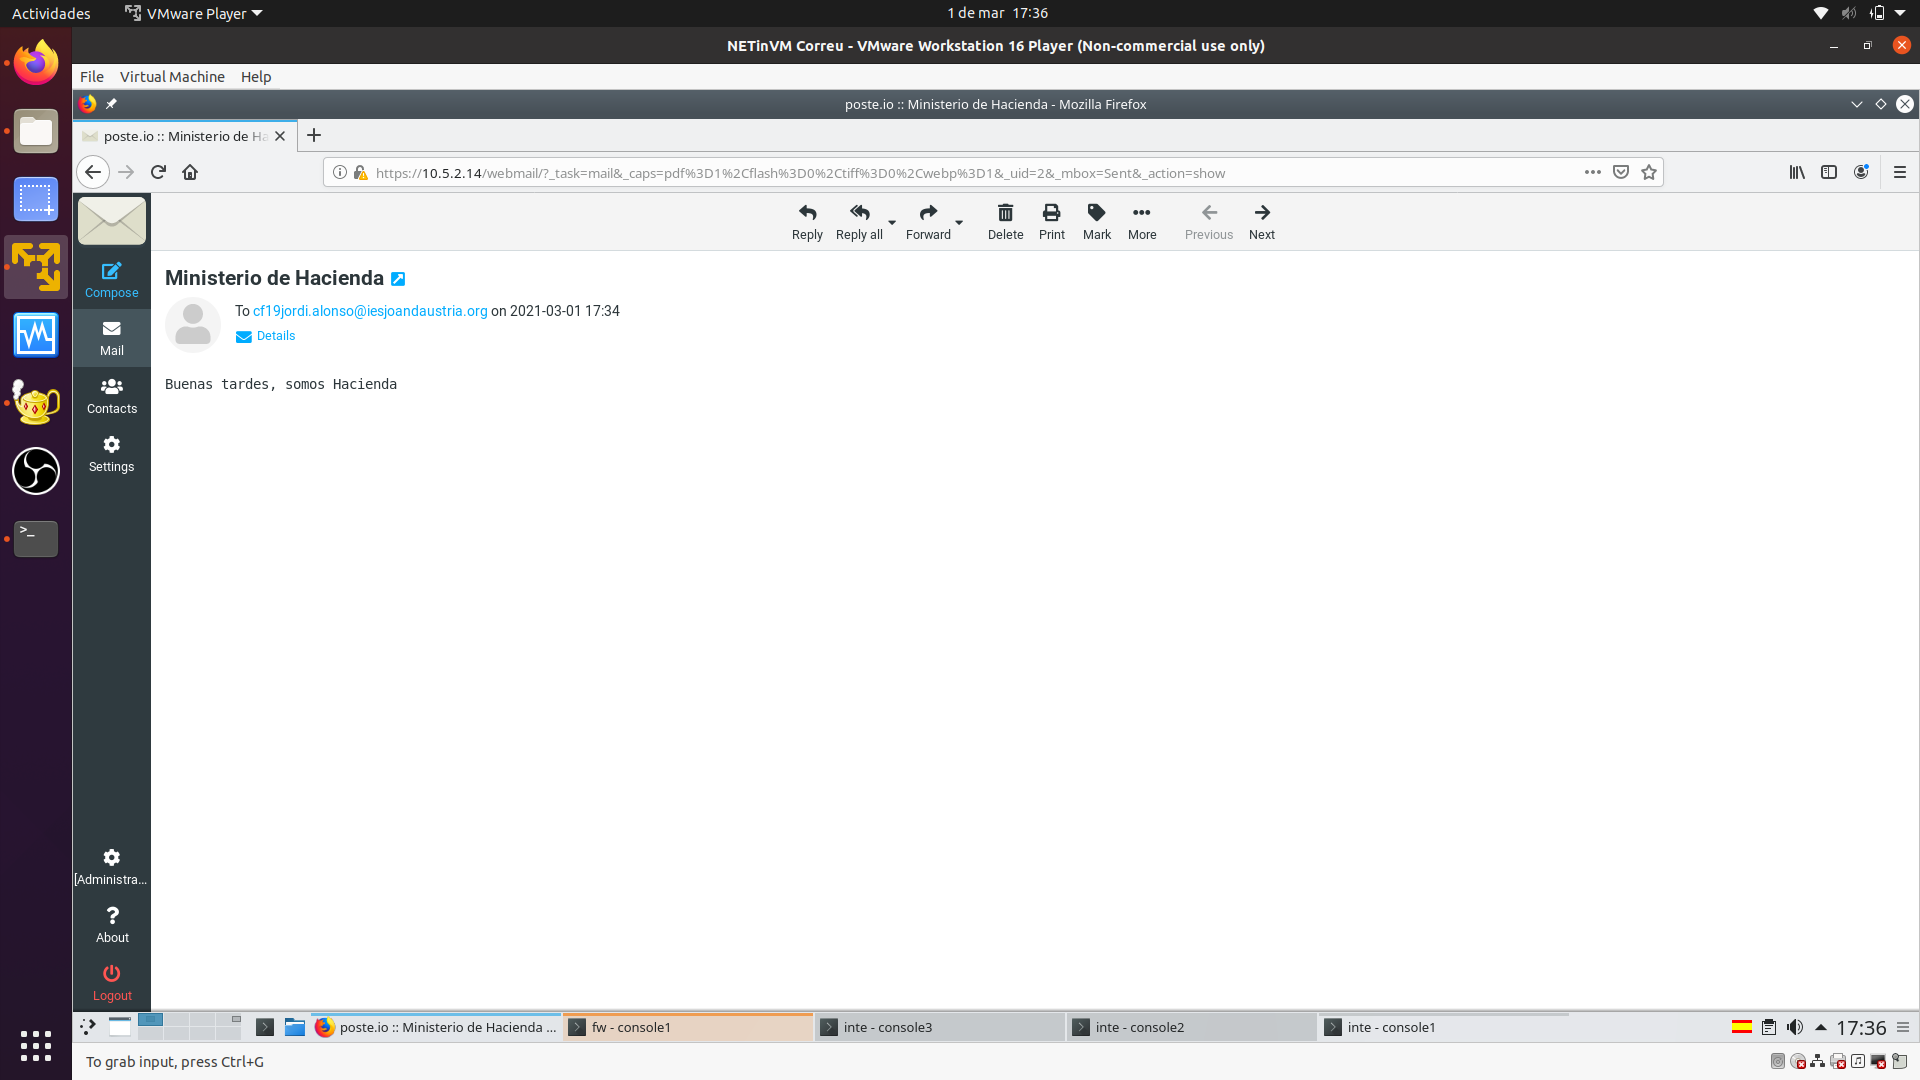 Actividades
VMware Player
1 de mar 17:36
NETinVM Correu - VMware Workstation 16 Player (Non-commercial use only)
File Virtual Machine Help
poste.io :: Ministerio de Hacienda - Mozilla Firefox
poste.io :: Ministerio de Ha
https://10.5.2.14/webmail/?_task=mail&_caps=pdf%3D1%2Cflash%3D0%2Ctiff%3D0%2Cwebp%3D1&_uid=2&_mbox=Sent&_action=show
Reply Reply all Forward Delete Print Mark More Previous Next
Compose
Mail
Contacts
Settings
[Administra...
About
Logout
Ministerio de Hacienda
To cf19jordi.alonso@iesjoandaustria.org on 2021-03-01 17:34
Details
Buenas tardes, somos Hacienda
poste.io :: Ministerio de Hacienda ...
fw - console1
inte - console3
inte - console2
inte - console1
17:36
To grab input, press Ctrl+G